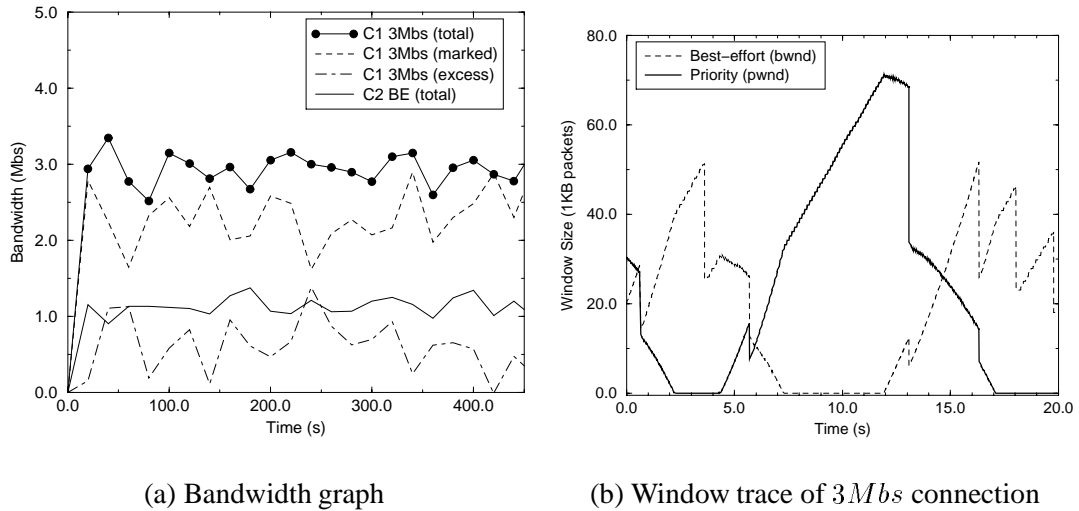 5.0
4.0
3.0
2.0
1.0
0.0
Bandwidth (Mbs)
0.0 100.0 200.0 300.0 400.0
Time (s)
C1 3Mbs (total)
C1 3Mbs (marked)
C1 3Mbs (excess)
C2 BE (total)
(a) Bandwidth graph
80.0
60.0
40.0
20.0
0.0
Window Size (1KB packets)
0.0 5.0 10.0 15.0 20.0
Time (s)
Best−effort (bwnd)
Priority (pwnd)
(b) Window trace of 3Mbs connection